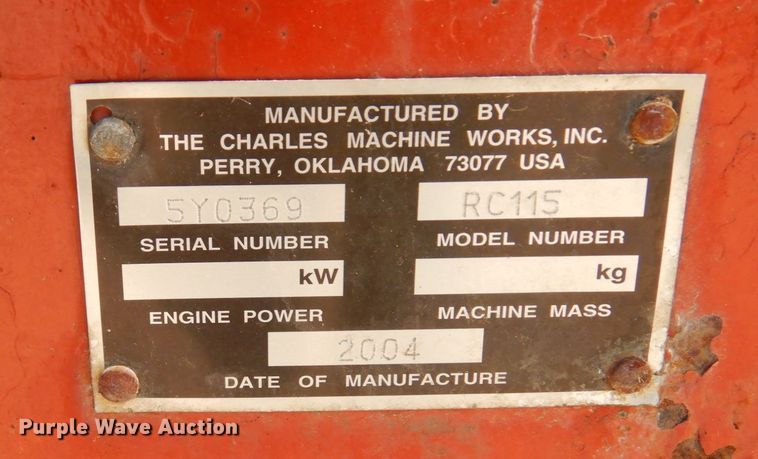 MANUFACTURED BY
THE CHARLES MACHINE WORKS, INC.
PERRY, OKLAHOMA 73077 USA
5Y0369 RC115
SERIAL NUMBER MODEL NUMBER
kW kg
ENGINE POWER MACHINE MASS
2004
DATE OF MANUFACTURE
Purple Wave Auction